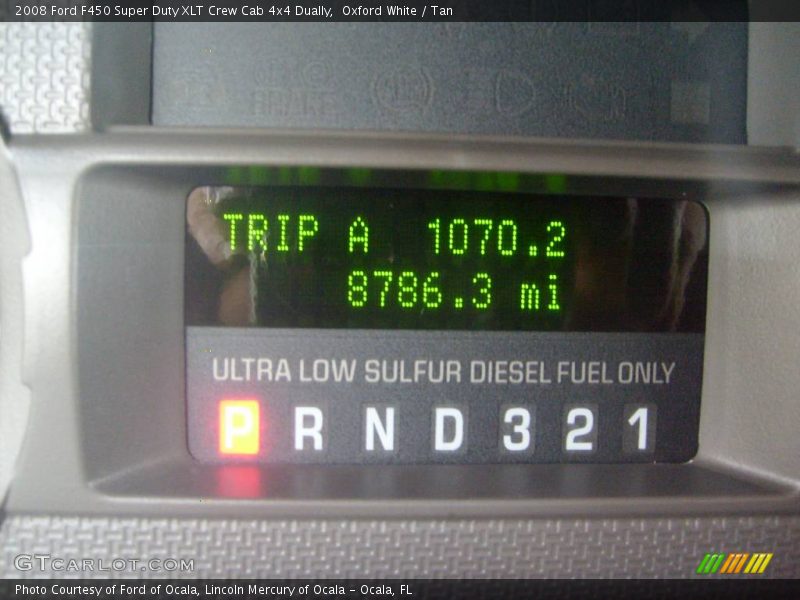 2008 Ford F450 Super Duty XLT Crew Cab 4x4 Dually, Oxford White / Tan
BRAKE
TRIP A 1070.2
8786.3 mi
ULTRA LOW SULFUR DIESEL FUEL ONLY
P R N D 3 2 1
GTCARLOT.COM
Photo Courtesy of Ford of Ocala, Lincoln Mercury of Ocala - Ocala, FL